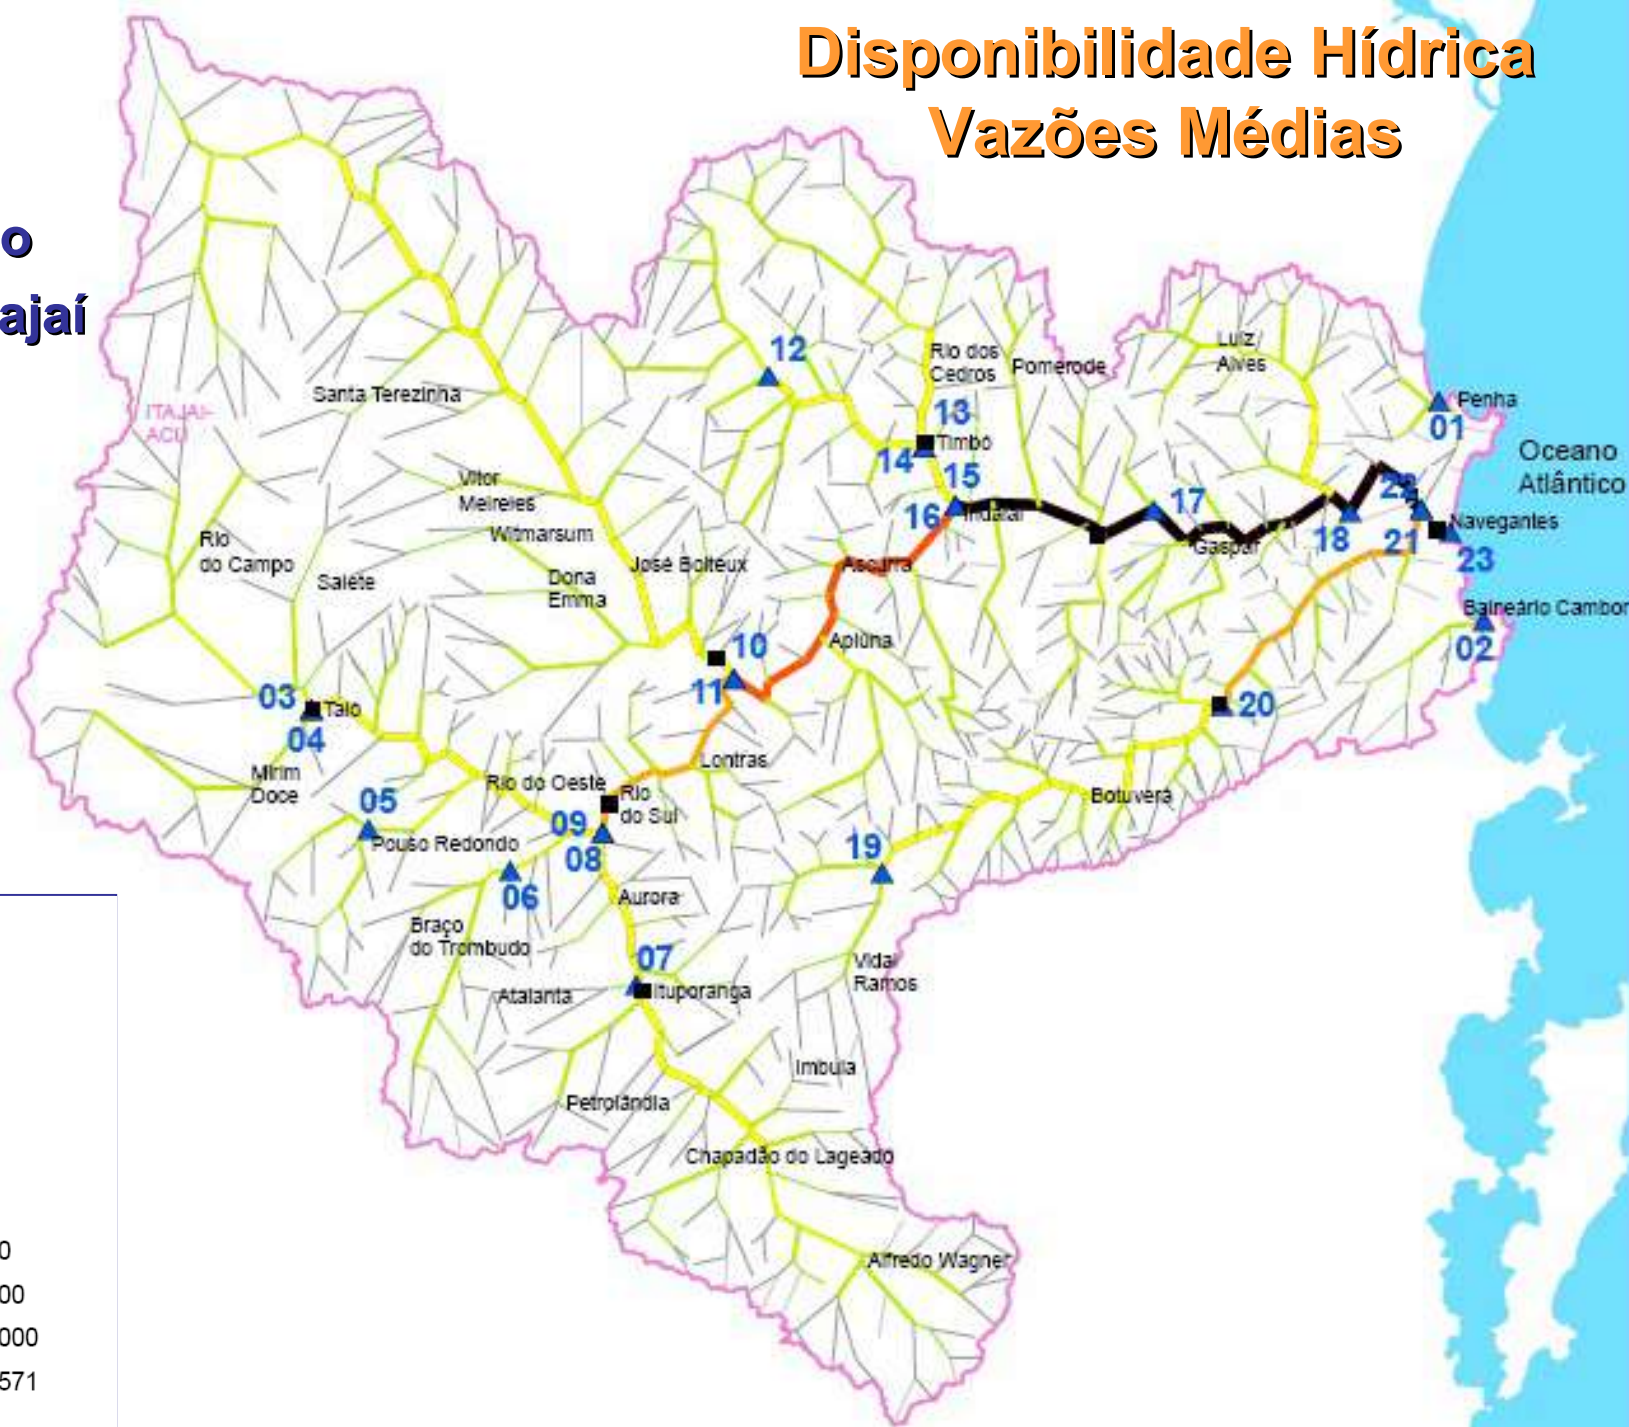 Disponibilidade Hídrica
Vazões Médias
o
ajaí
12
Rio dos
Cedros
Pomerode
Luiz
Alves
Santa Terezinha
ITAJAI-
AÇU
13
Timbó
14
15
16
Indaial
17
Gaspar
18
22
21
Penha
01
Oceano
Atlântico
Navegantes
23
Balneário Cambor
02
Vitor
Meireles
Witmarsum
Rio
do Campo
Salete
Dona
Emma
José Boiteux
Ascurra
Apiúna
10
11
03
Taió
04
Mirim
Doce
05
Pouso Redondo
Rio do Oeste
Rio
do Sul
Lontras
09
08
06
19
20
Botuverá
Aurora
Braço
do Trombudo
07
Ituporanga
Atalanta
Vidal
Ramos
Imbuia
Petrolândia
Chapadão do Lageado
Alfredo Wagner
0
00
000
571